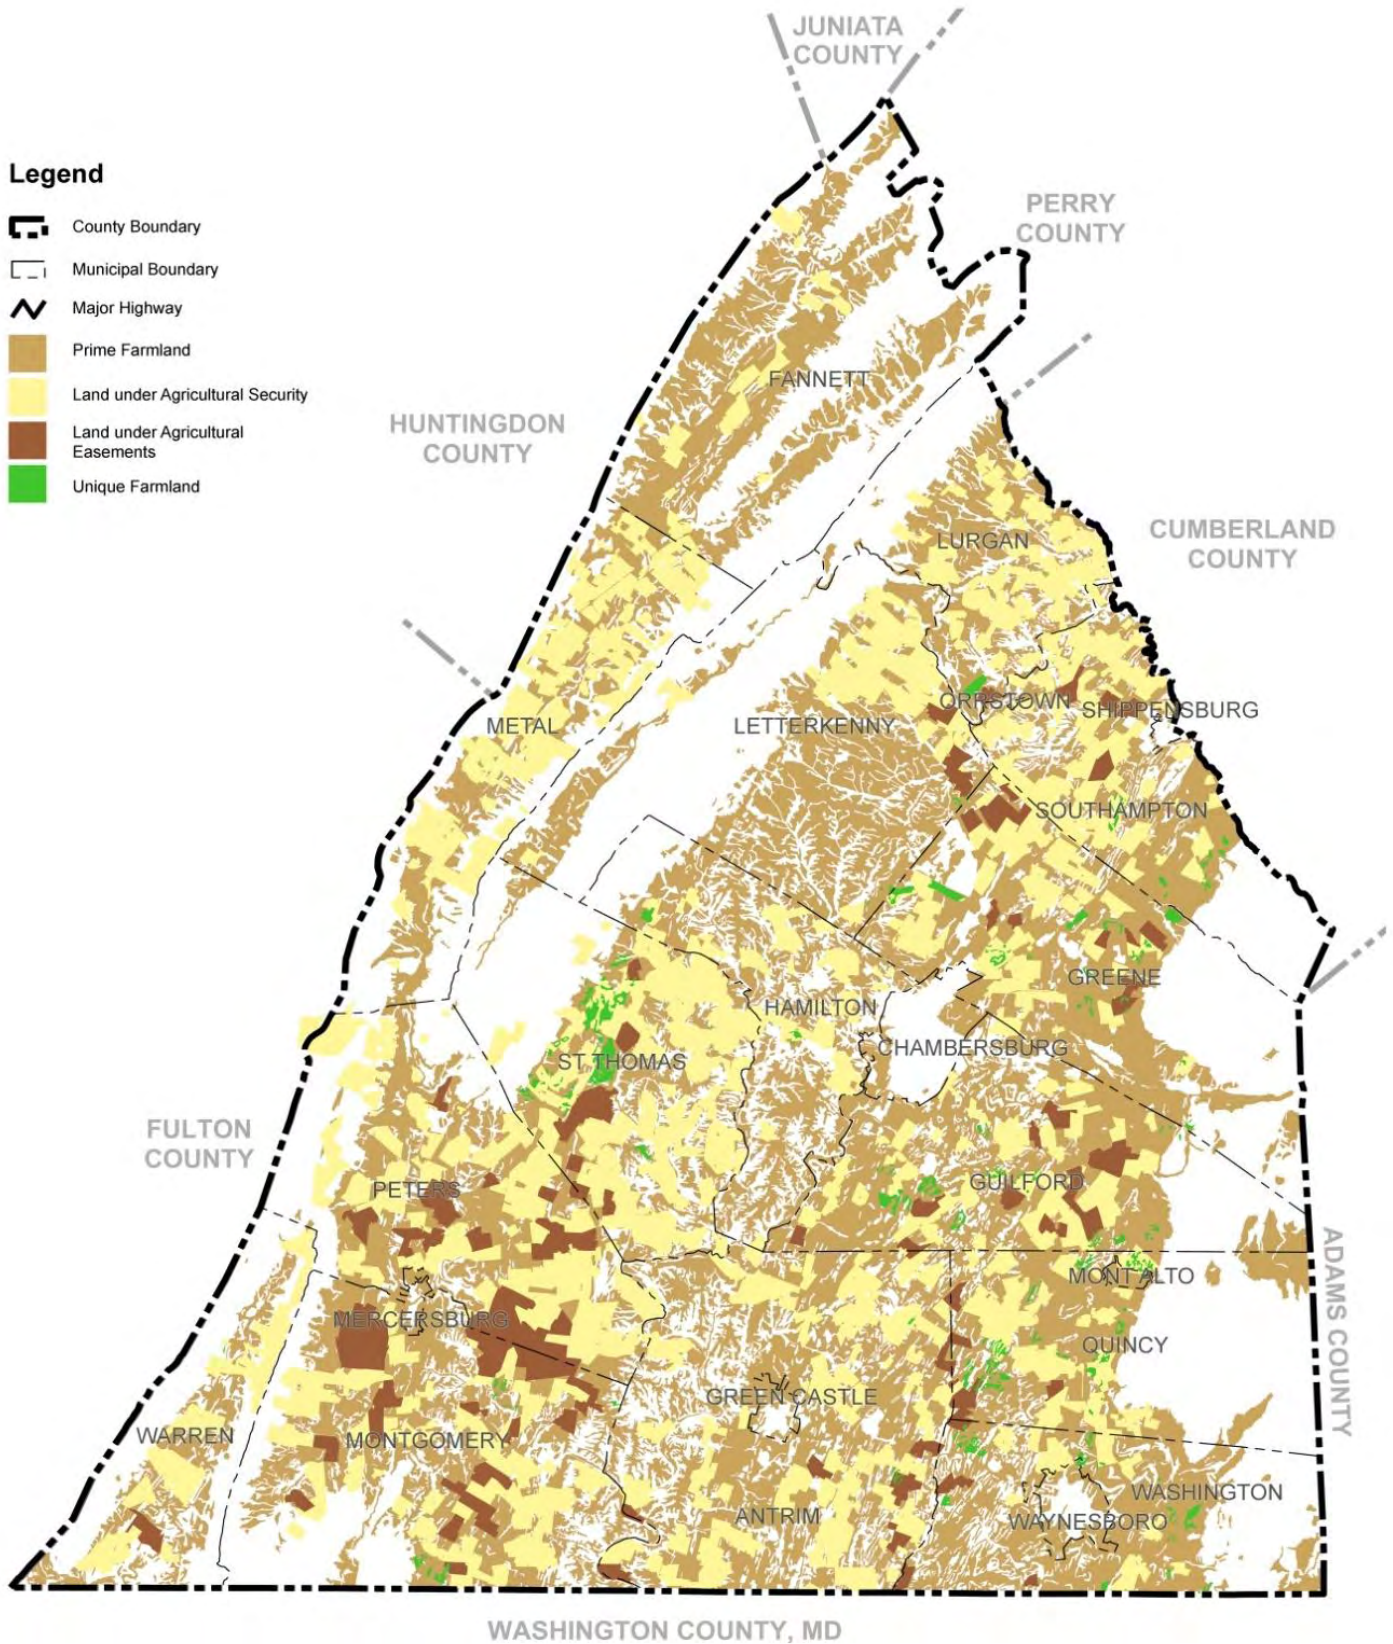 JUNIATA
COUNTY
Legend
County Boundary
Municipal Boundary
Major Highway
Prime Farmland
Land under Agricultural Security
Land under Agricultural
Easements
Unique Farmland
PERRY
COUNTY
FANNETT
HUNTINGDON
COUNTY
LURGAN
CUMBERLAND
COUNTY
ORRSTOWN
SHIPPENSBURG
METAL
LETTERKENNY
SOUTHAMPTON
GREENE
HAMILTON
CHAMBERSBURG
ST THOMAS
FULTON
COUNTY
PETERS
GUILFORD
MONT ALTO
ADAMS COUNTY
MERCERSBURG
QUINCY
GREEN CASTLE
WARREN
MONTGOMERY
WASHINGTON
ANTRIM
WAYNESBORO
WASHINGTON COUNTY, MD